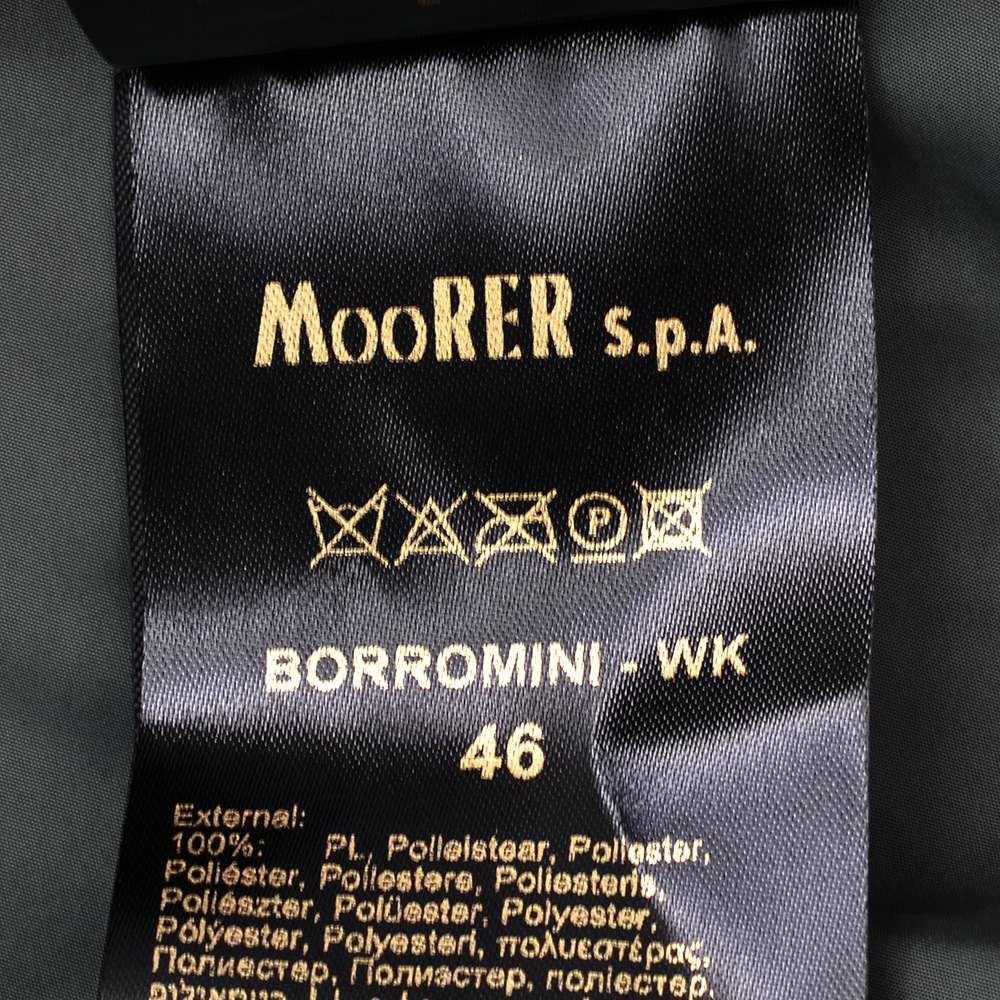 MooRER S.p.A.
P
BORROMINI - WK
46
External:
100%: PL, Polleistear, Poliester,
Poliéster, Poliestere, Poliesteris,
Poliészter, Polüester, Polyester,
Pólýester, Polyesteri, πολυεστέρας,
Полиестер, Полиэстер, поліестер,